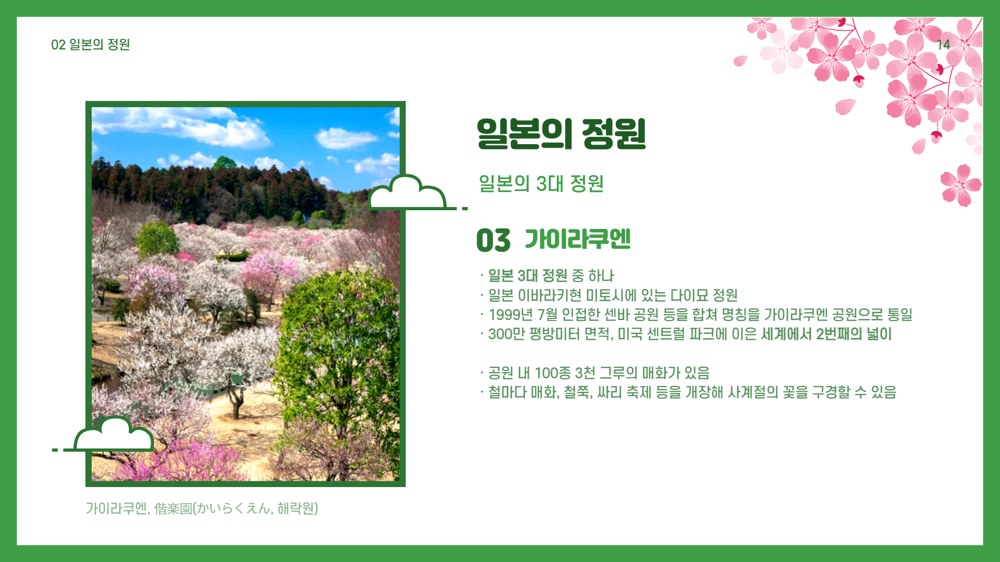 02 일본의 정원
14
일본의 정원
일본의 3대 정원
03 가이라쿠엔
· 일본 3대 정원 중 하나
· 일본 이바라키현 미토시에 있는 다이묘 정원
· 1999년 7월 인접한 센바 공원 등을 합쳐 명칭을 가이라쿠엔 공원으로 통일
· 300만 평방미터 면적, 미국 센트럴 파크에 이은 세계에서 2번째의 넓이
· 공원 내 100종 3천 그루의 매화가 있음
· 철마다 매화, 철쭉, 싸리 축제 등을 개장해 사계절의 꽃을 구경할 수 있음
가이라쿠엔, 偕楽園(かいらくえん, 해락원)